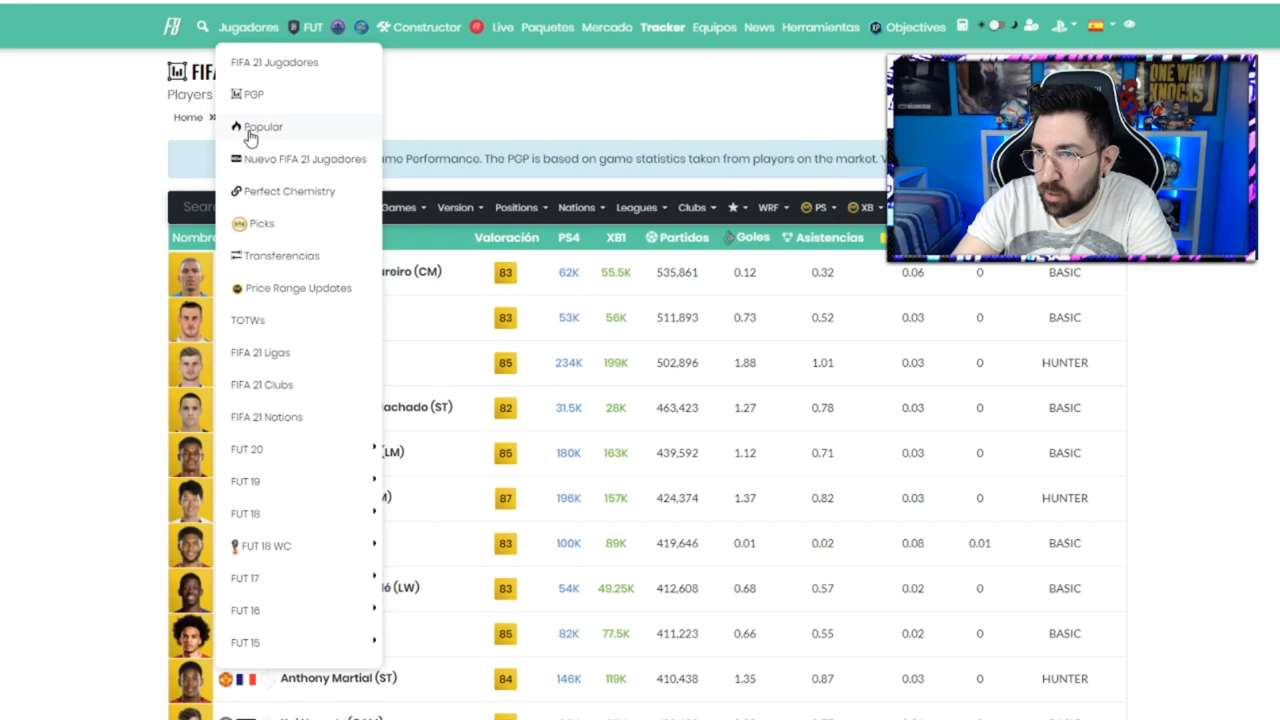 Jugadores FUT Constructor Live Paquetes Mercado Tracker Equipos News Herramientas XP Objectives
FIFA 21 Jugadores
FIF
PGP
Players
Home »
Popular
Nuevo FIFA 21 Jugadores
me Performance. The PGP is based on game statistics taken from players on the market.
Perfect Chemistry
Sear
Games Version Positions Nations Leagues Clubs WRF PS XB
Picks
Nombre Valoración PS4 XB1 Partidos Goles Asistencias
Transferencias
ureiro (CM) 83 62K 55.5K 535,861 0.12 0.32 0.06 0 BASIC
Price Range Updates
TOTWs
83 53K 56K 511,893 0.73 0.52 0.03 0 BASIC
FIFA 21 Ligas
85 234K 199K 502,896 1.88 1.01 0.03 0 HUNTER
FIFA 21 Clubs
achado (ST) 82 31.5K 28K 463,423 1.27 0.78 0.03 0 BASIC
FIFA 21 Nations
FUT 20
(LM) 85 180K 163K 439,592 1.12 0.71 0.03 0 BASIC
FUT 19
M) 87 196K 157K 424,374 1.37 0.82 0.03 0 HUNTER
FUT 18
FUT 18 WC
83 100K 89K 419,646 0.01 0.02 0.08 0.01 BASIC
FUT 17
lé (LW) 83 54K 49.25K 412,608 0.68 0.57 0.02 0 BASIC
FUT 16
FUT 15
85 82K 77.5K 411,223 0.66 0.55 0.02 0 BASIC
Anthony Martial (ST) 84 146K 119K 410,438 1.35 0.87 0.03 0 HUNTER
ONE WHO
KNOCKS